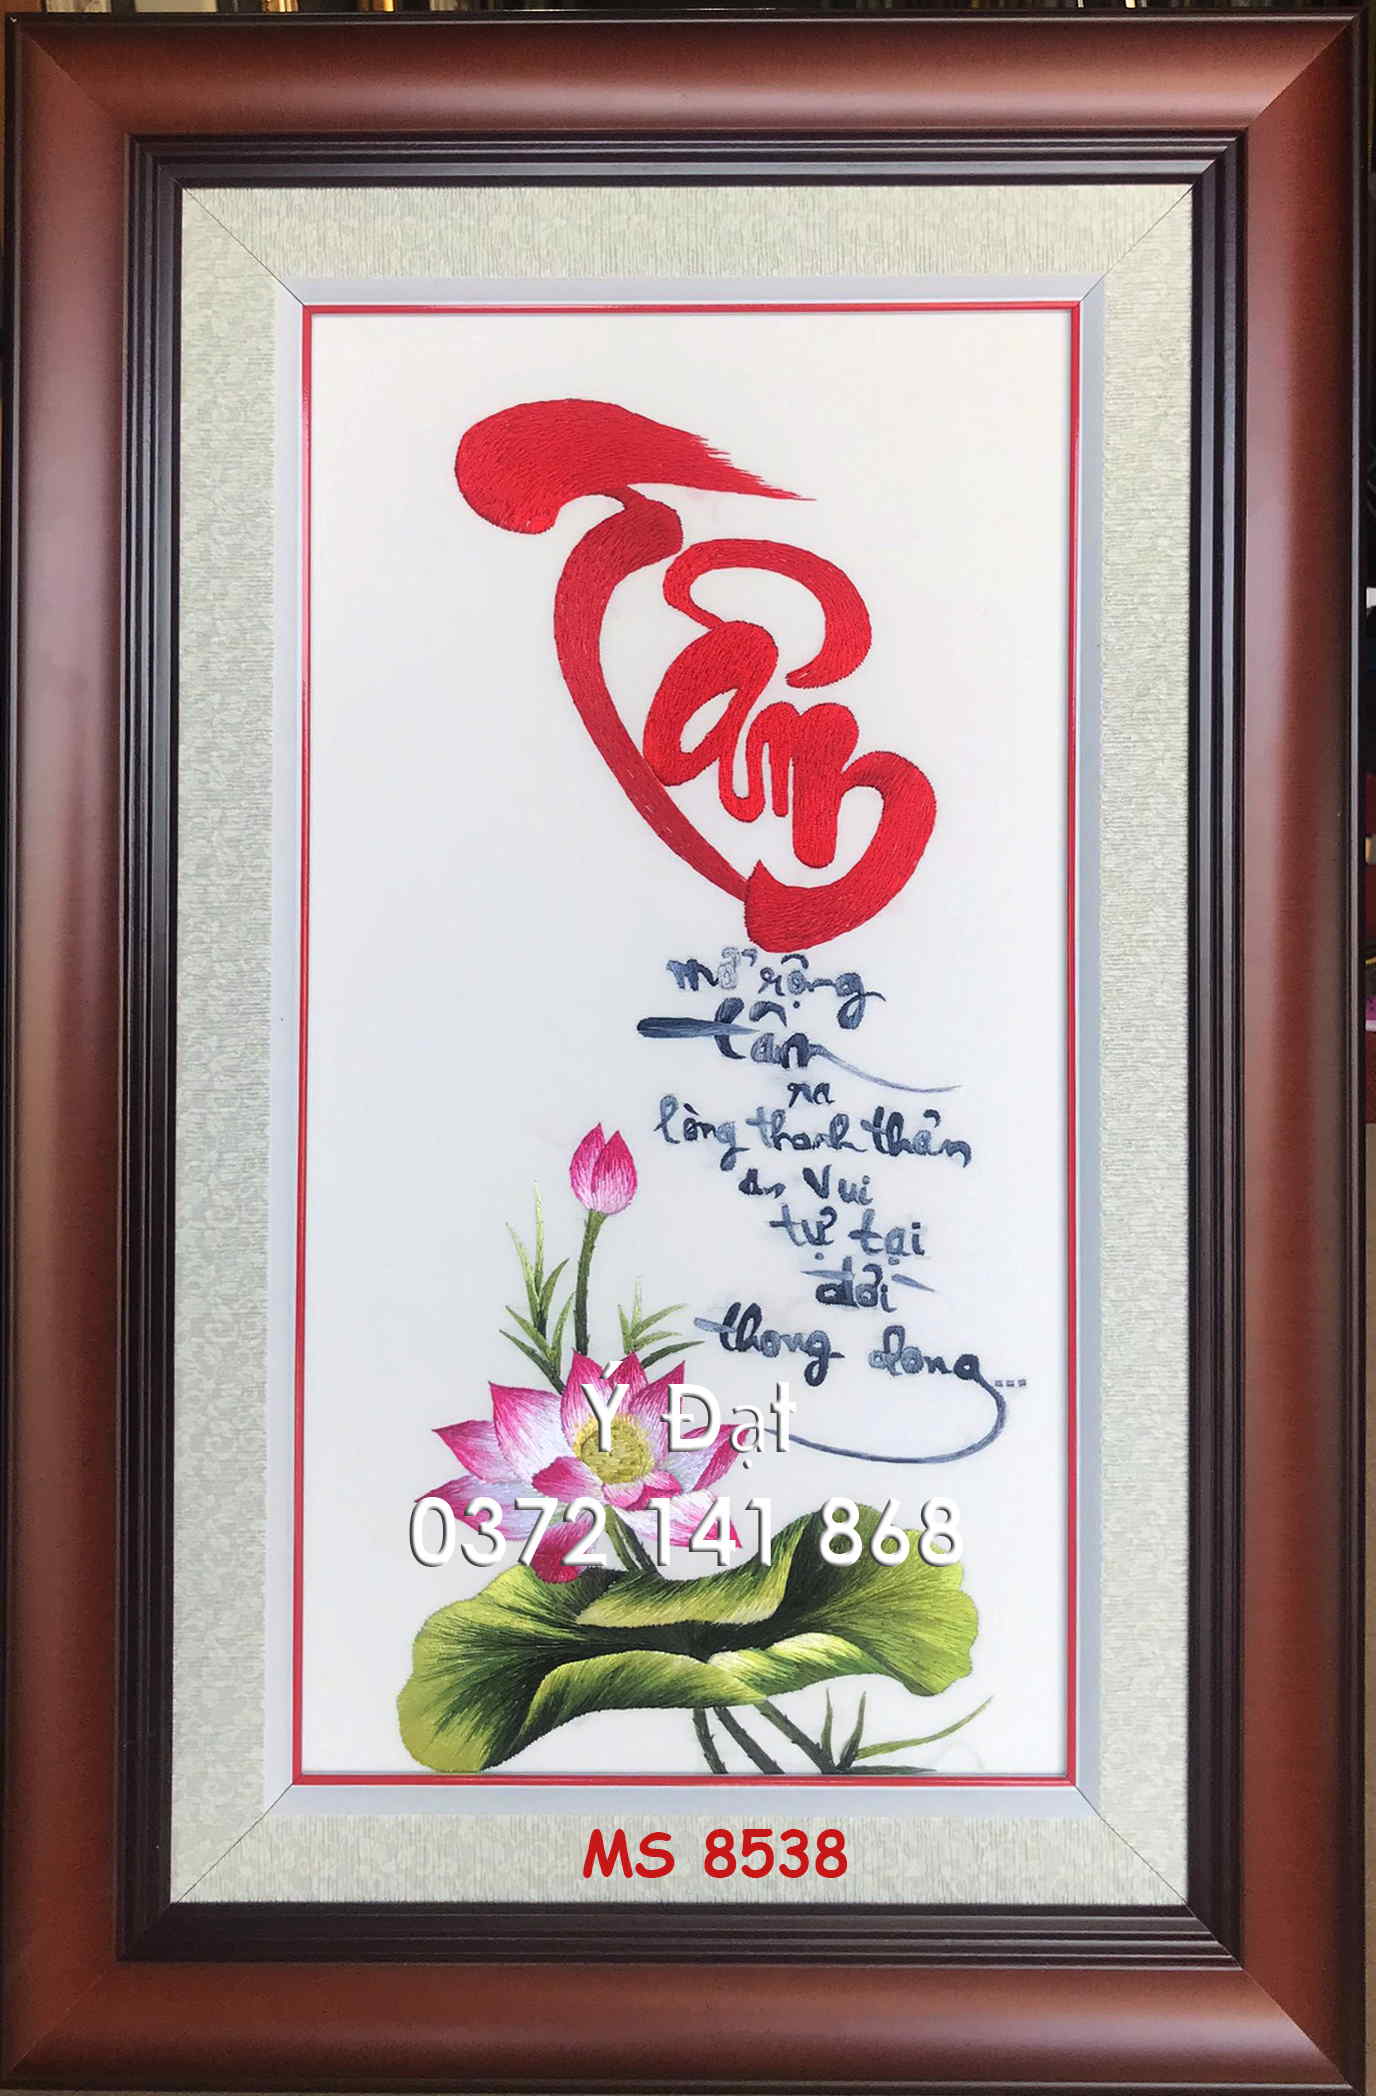 Tâm
mở rộng
tâm
ra
lòng thanh thản
an vui
tự tại
đời
thong dong...
Ý Đạt
0372 141 868
MS 8538